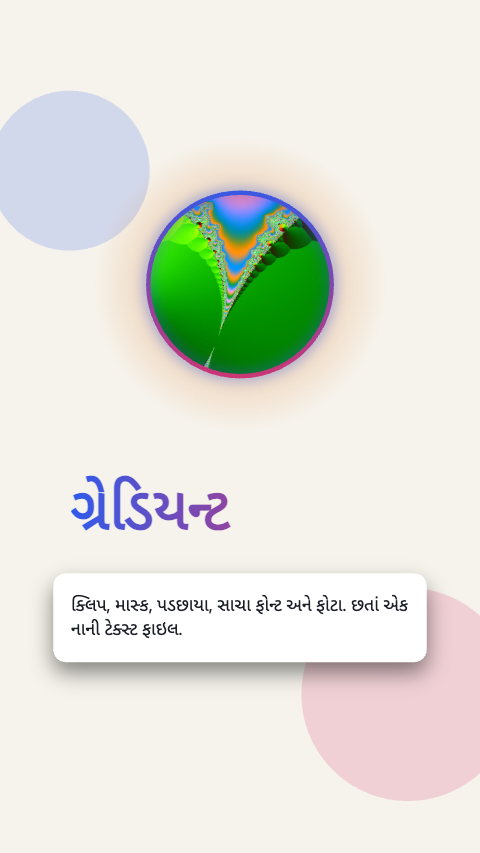 ગ્રેડિયન્ટ
ક્લિપ, માસ્ક, પડછાયા, સાચા ફોન્ટ અને ફોટા. છતાં એક
નાની ટેક્સ્ટ ફાઇલ.